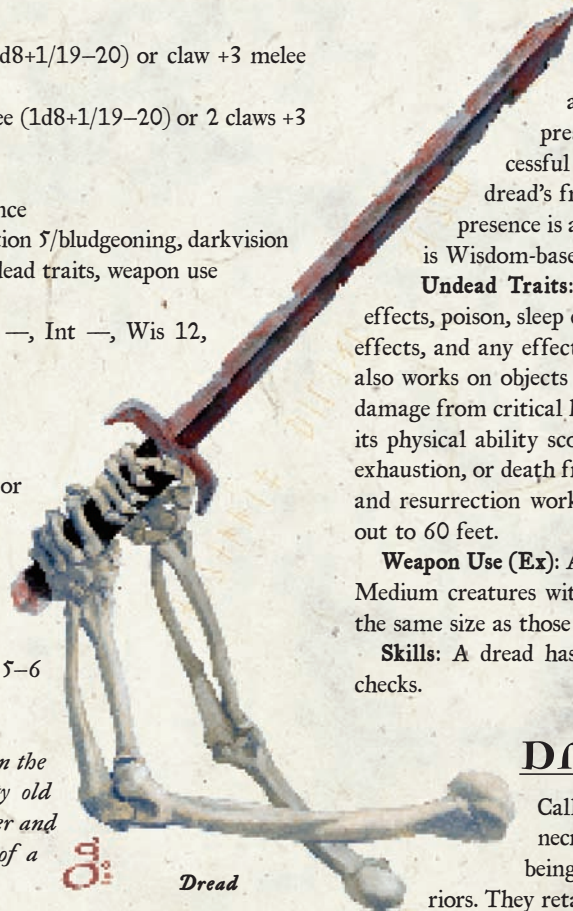 d8+1/19–20) or claw +3 melee
ee (1d8+1/19–20) or 2 claws +3
nce
tion 5/bludgeoning, darkvision
dead traits, weapon use
—, Int —, Wis 12,
or
5–6
n the
y old
er and
of a
Dread
a
pre
cessful
dread's fr
presence is a
is Wisdom-base
Undead Traits:
effects, poison, sleep
effects, and any effect
also works on objects
damage from critical
its physical ability sco
exhaustion, or death fr
and resurrection work
out to 60 feet.
Weapon Use (Ex): A
Medium creatures wit
the same size as those
Skills: A dread has
checks.
Call
necr
being
riors. They reta